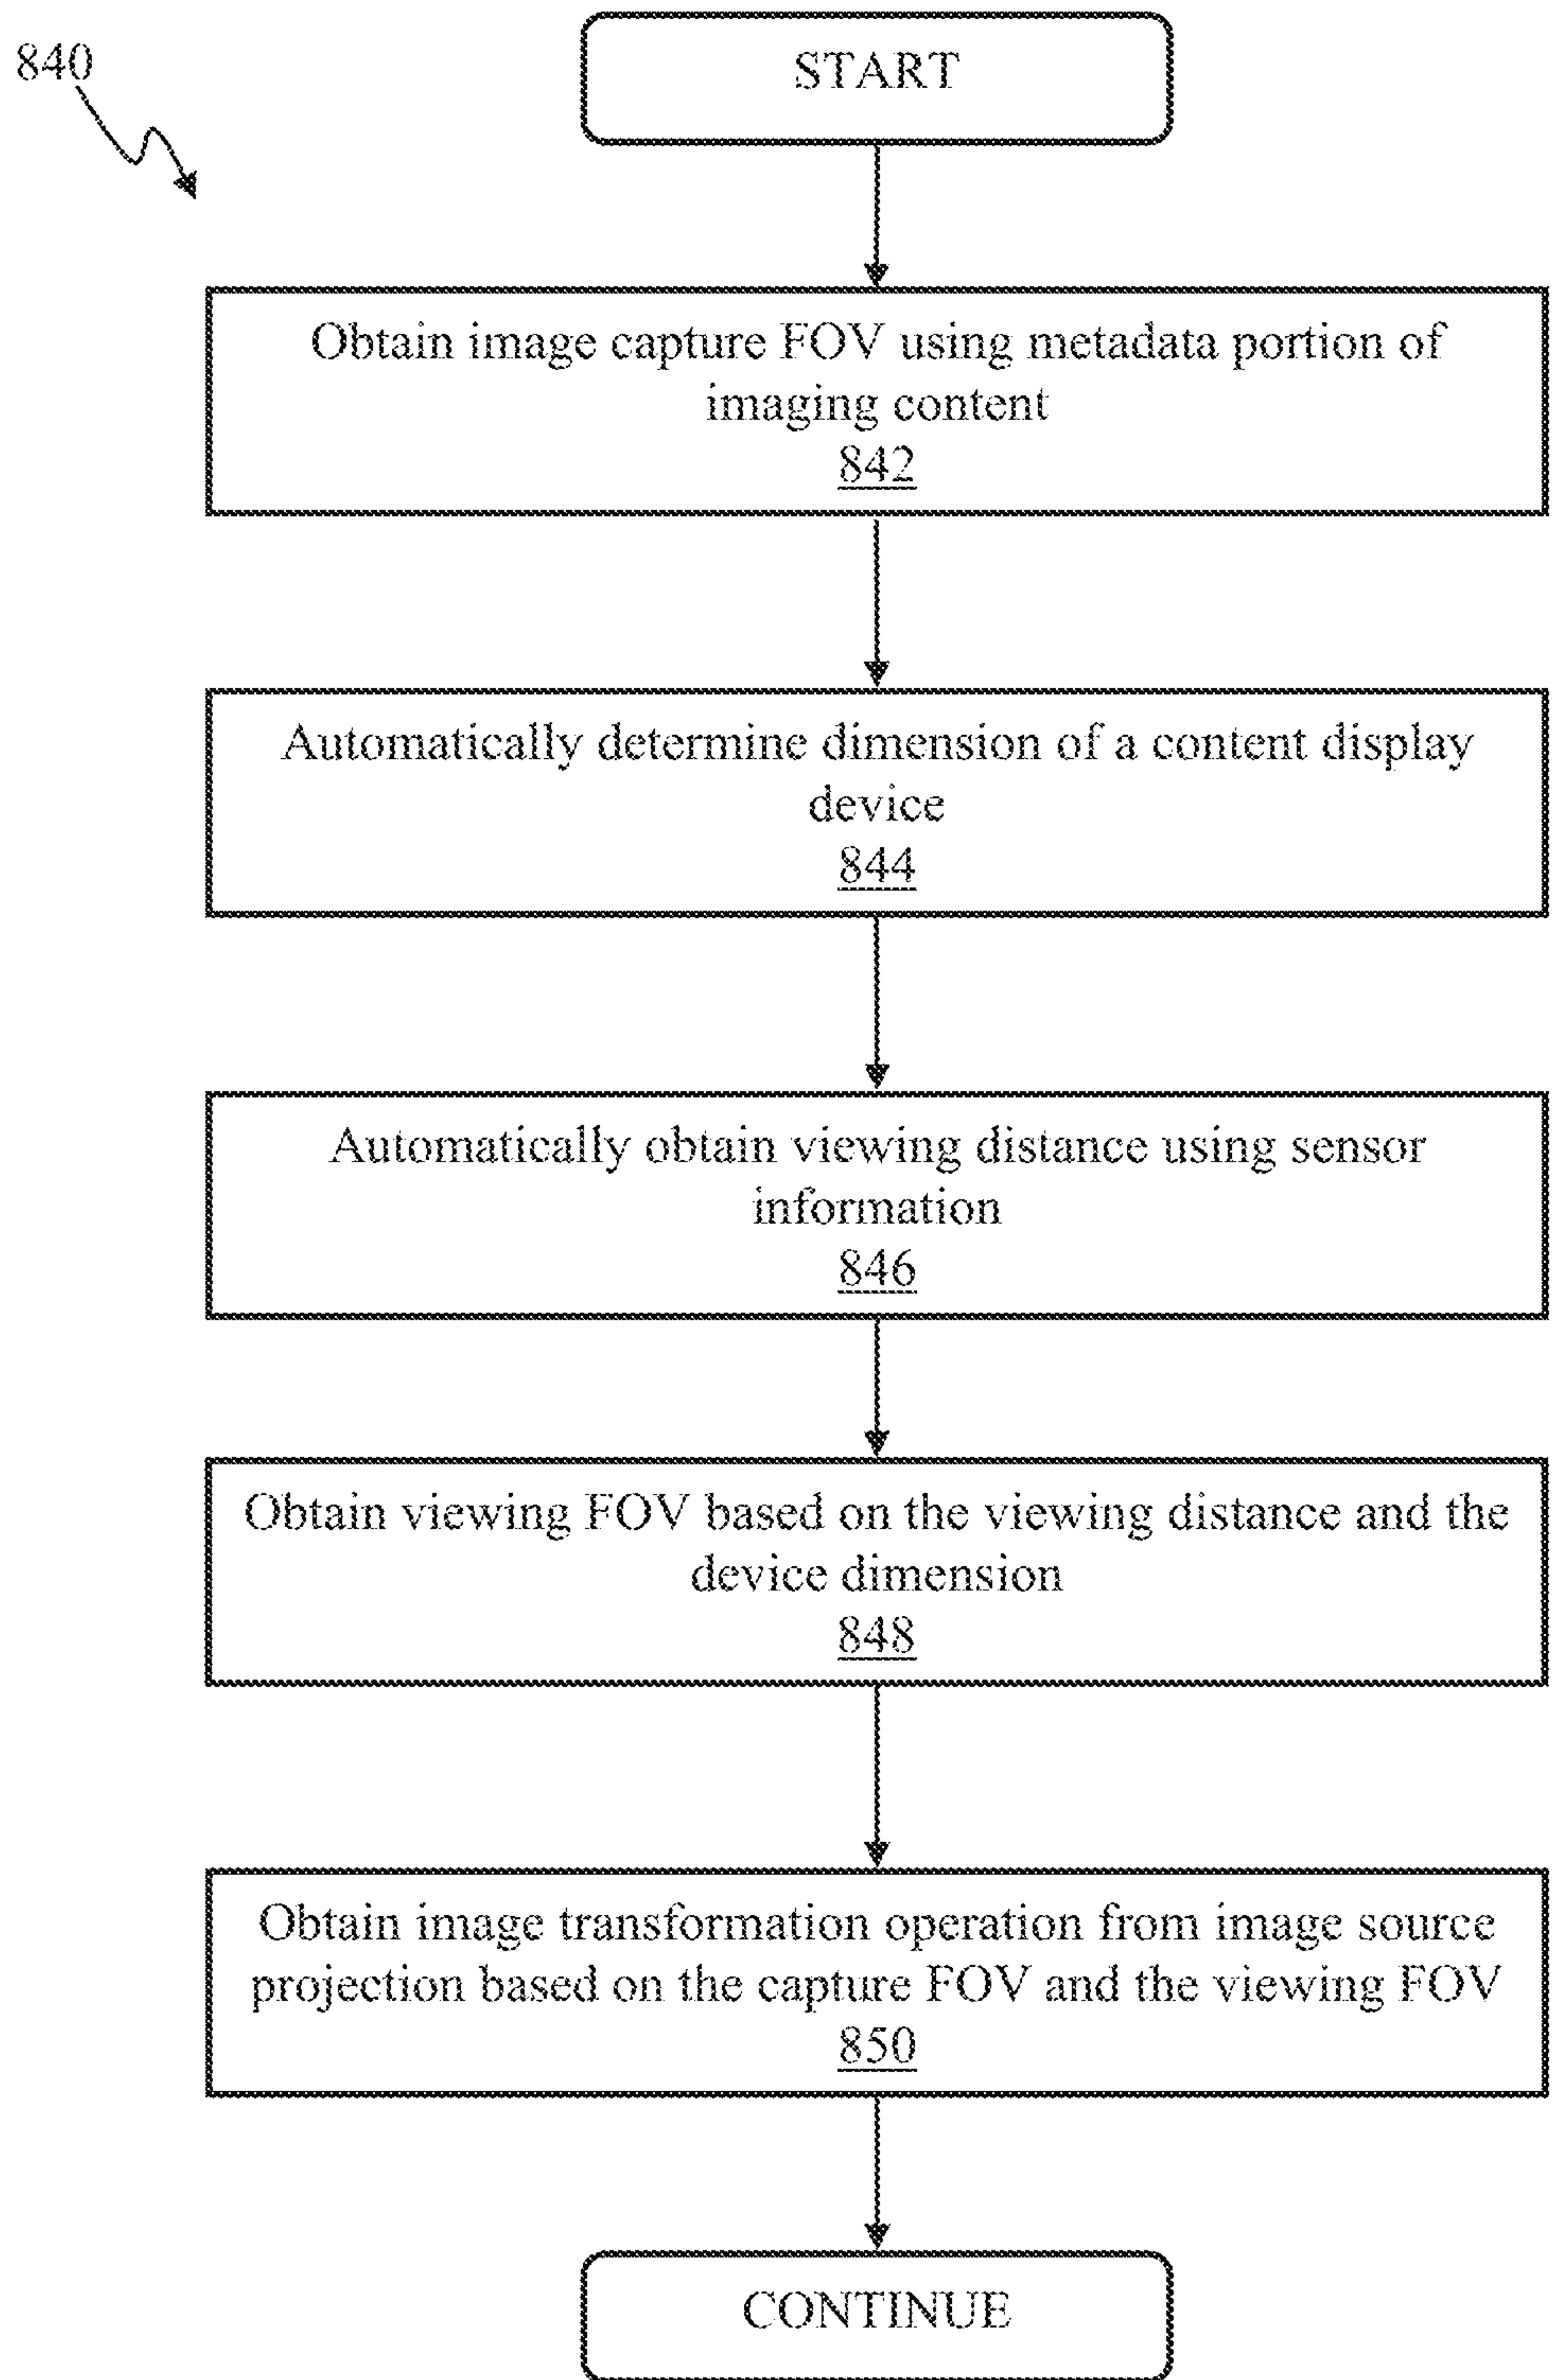 840
START
Obtain image capture FOV using metadata portion of
imaging content
842
Automatically determine dimension of a content display
device
844
Automatically obtain viewing distance using sensor
information
846
Obtain viewing FOV based on the viewing distance and the
device dimension
848
Obtain image transformation operation from image source
projection based on the capture FOV and the viewing FOV
850
CONTINUE